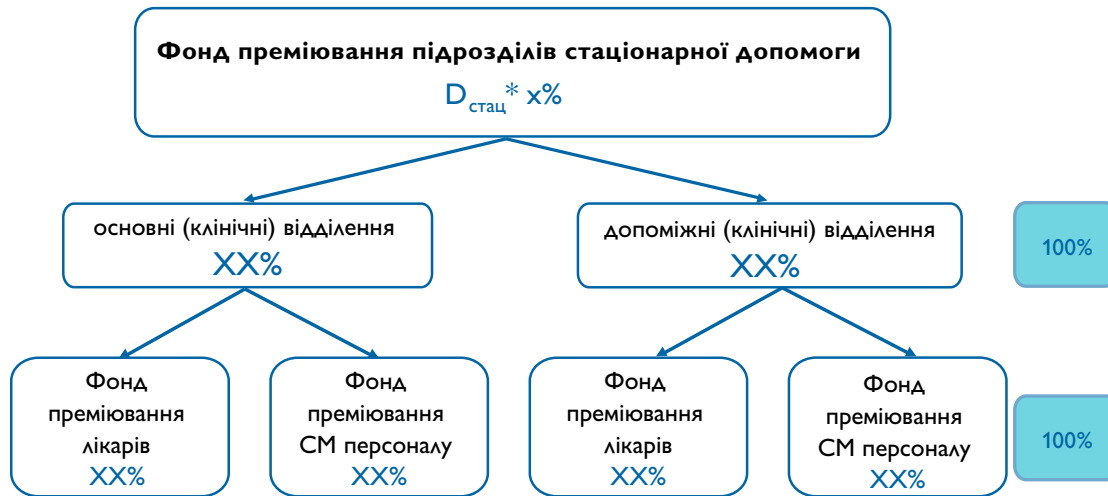 Фонд преміювання підрозділів стаціонарної допомоги
Dстац* x%
основні (клінічні) відділення
XX%
допоміжні (клінічні) відділення
XX%
100%
Фонд
преміювання
лікарів
XX%
Фонд
преміювання
СМ персоналу
XX%
Фонд
преміювання
лікарів
XX%
Фонд
преміювання
СМ персоналу
XX%
100%